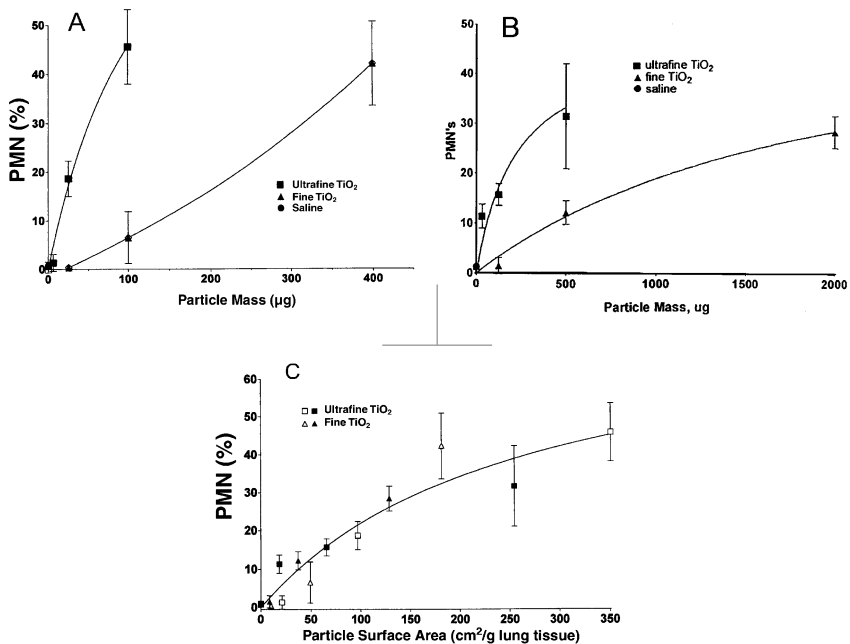 A
50
40
30
20
10
0
PMN (%)
Ultrafine TiO2
Fine TiO2
Saline
0
100
200
300
400
Particle Mass (µg)
B
50
40
30
20
10
0
PMN's
ultrafine TiO2
fine TiO2
saline
0
500
1000
1500
2000
Particle Mass, ug
C
60
50
40
30
20
10
0
PMN (%)
Ultrafine TiO2
Fine TiO2
0
50
100
150
200
250
300
350
Particle Surface Area (cm²/g lung tissue)